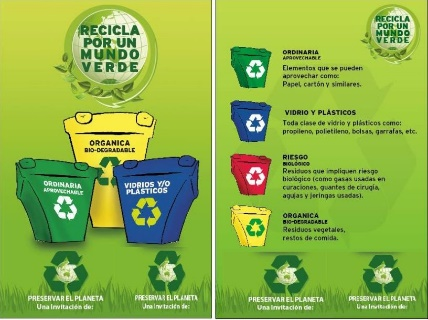 RECICLA
POR UN
MUNDO
VERDE
ORGANICA
BIO-DEGRADABLE
ORDINARIA
APROVECHABLE
VIDRIOS Y/O
PLÁSTICOS
PRESERVAR EL PLANETA
Una Invitación de:
PRESERVAR EL PLANETA
Una Invitación de:
RECICLA
POR UN
MUNDO
VERDE
ORDINARIA
APROVECHABLE
Elementos que se pueden
aprovechar como:
Papel, cartón y similares.
VIDRIO Y PLÁSTICOS
Toda clase de vidrio y plásticos como:
propileno, polietileno, bolsas, garrafas, etc.
RIESGO
BIOLÓGICO
Residuos que impliquen riesgo
biológico (como gasas usadas en
curaciones, guantes de cirugía,
agujas y jeringas usadas).
ORGANICA
BIO-DEGRADABLE
Residuos vegetales,
restos de comida.
PRESERVAR EL PLANETA
Una Invitación de:
PRESERVAR EL PLANETA
Una Invitación de: